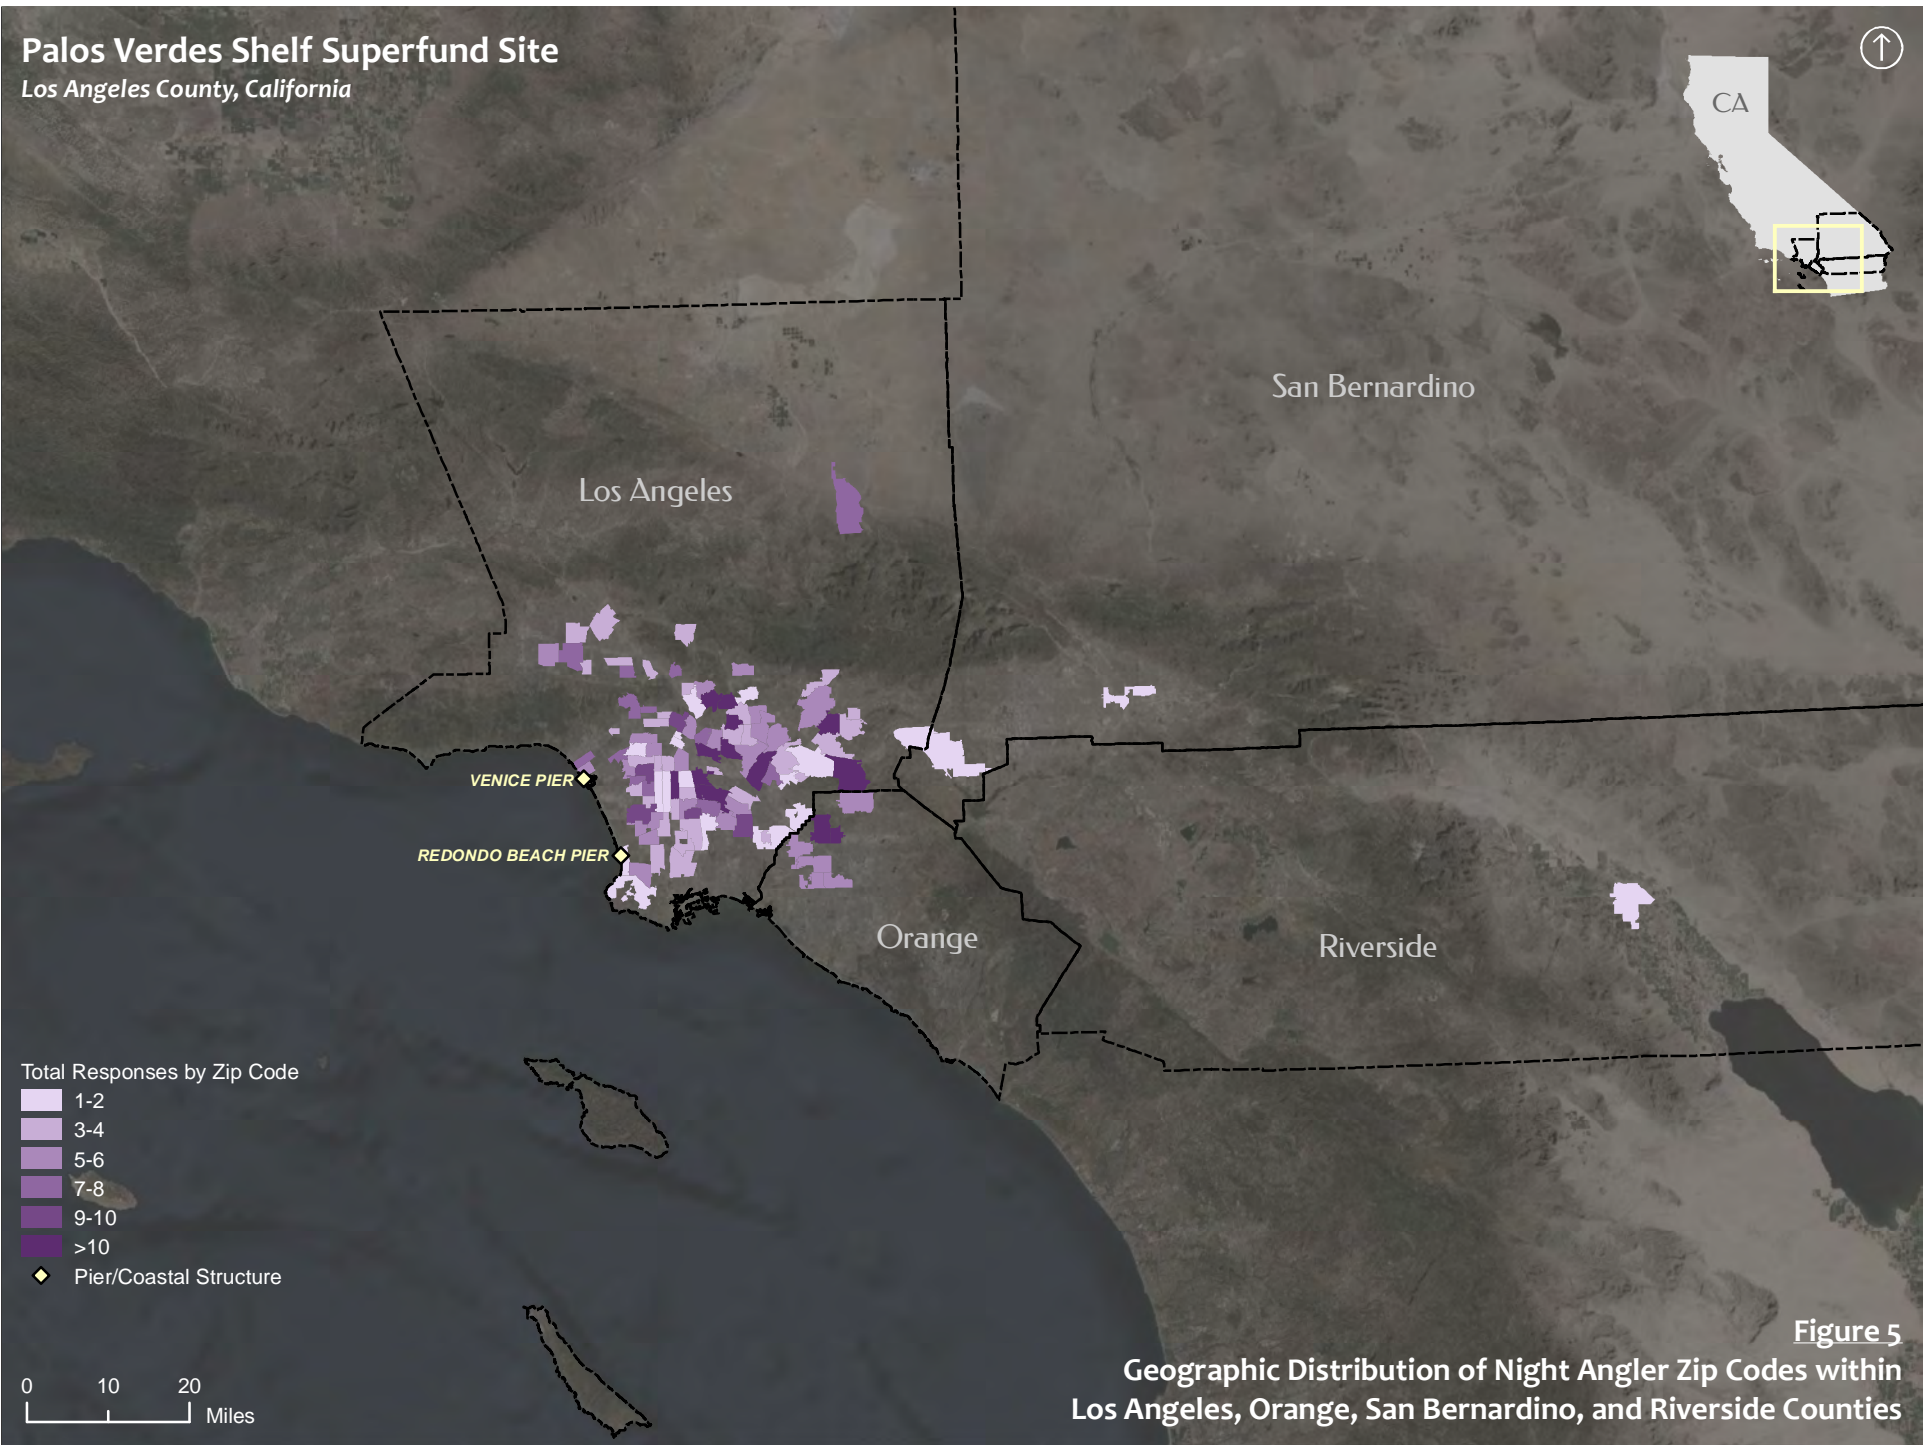 Palos Verdes Shelf Superfund Site
Los Angeles County, California
CA
San Bernardino
Los Angeles
VENICE PIER
REDONDO BEACH PIER
Orange
Riverside
Total Responses by Zip Code
1-2
3-4
5-6
7-8
9-10
>10
Pier/Coastal Structure
0 10 20
Miles
Figure 5
Geographic Distribution of Night Angler Zip Codes within
Los Angeles, Orange, San Bernardino, and Riverside Counties